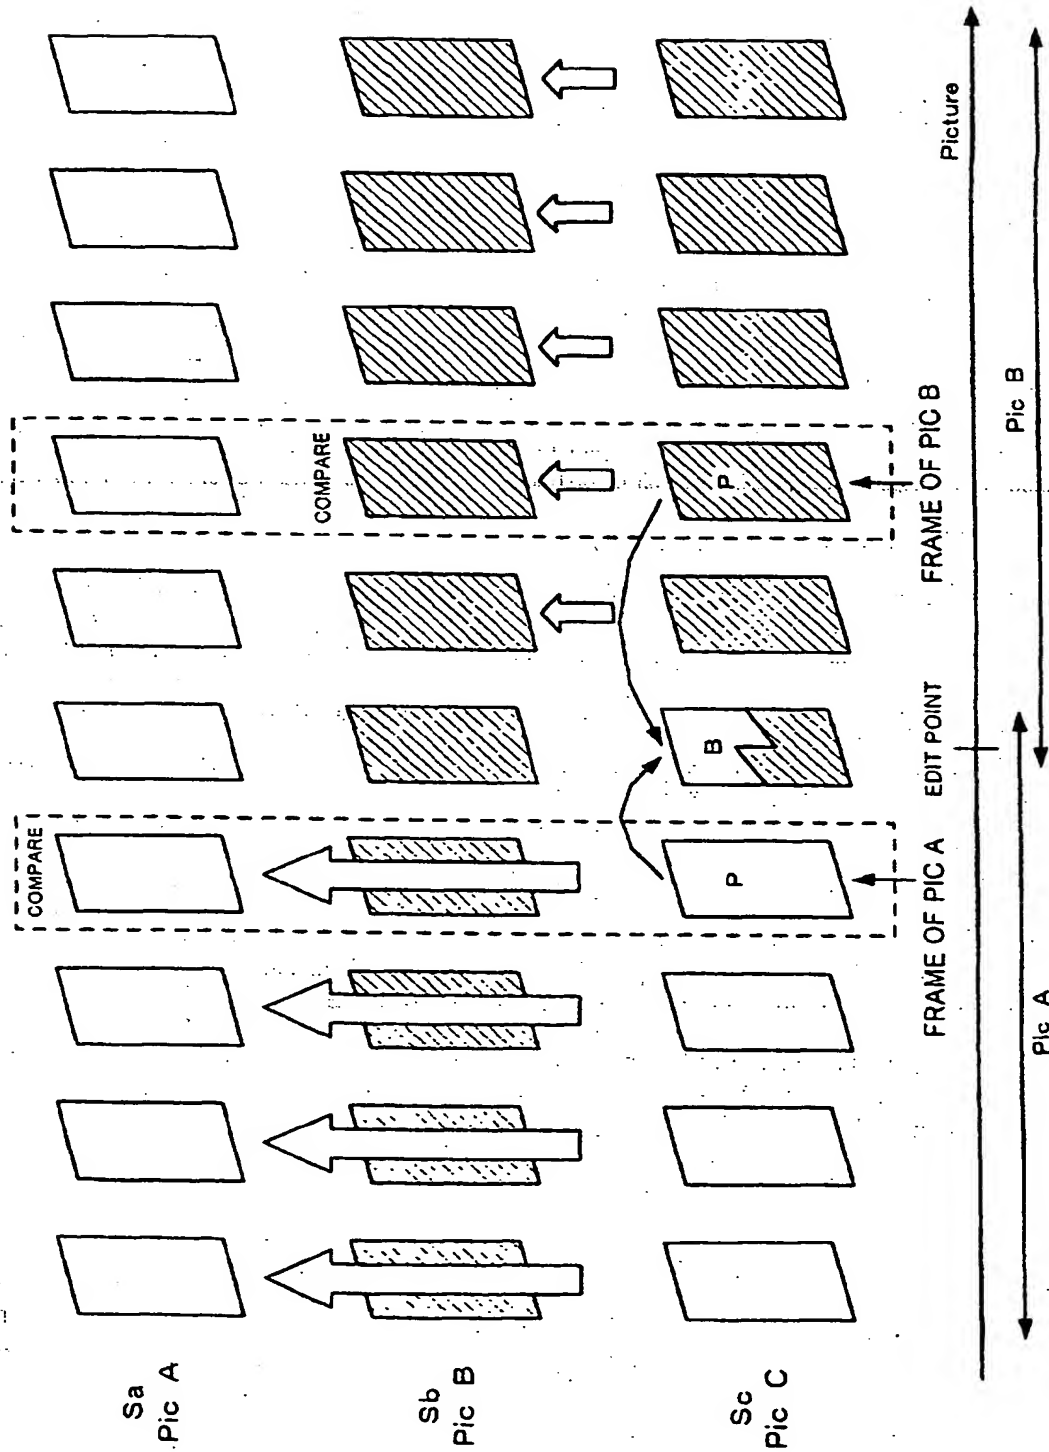 Sa
Pic A
Sb
Pic B
Sc
Pic C
COMPARE
COMPARE
P
B
P
FRAME OF PIC A
EDIT POINT
FRAME OF PIC B
Picture
Pic A
Pic B